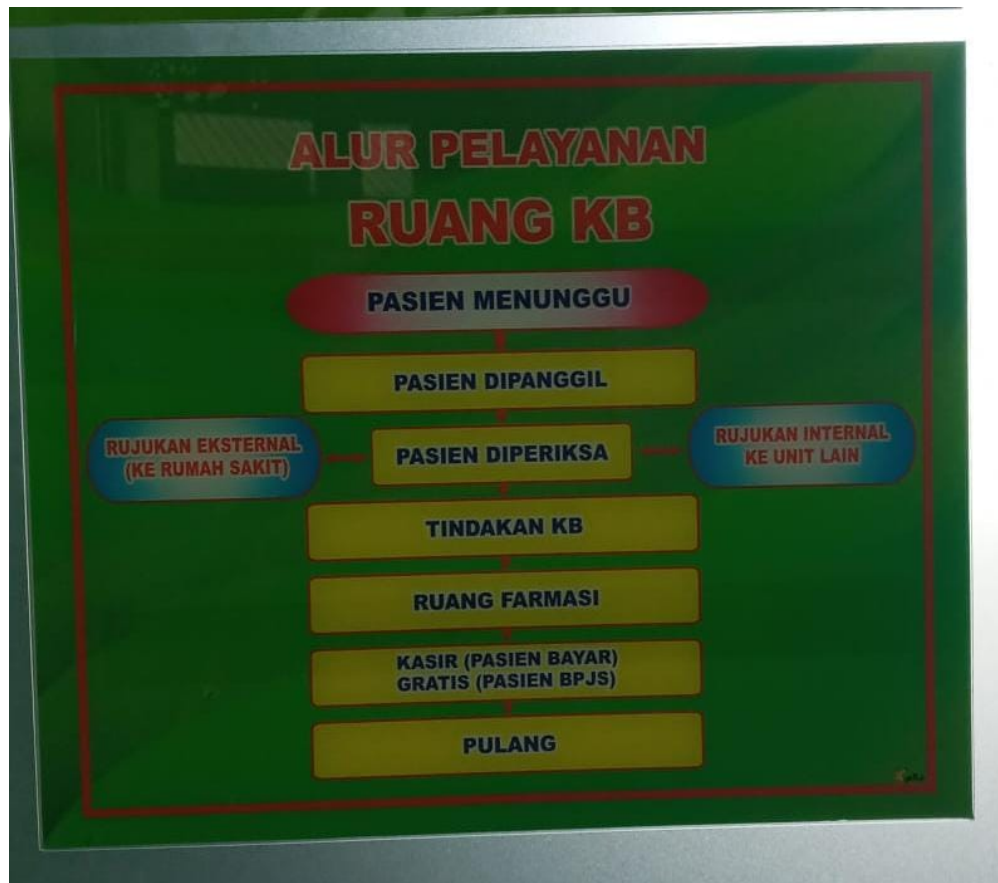 ALUR PELAYANAN
RUANG KB
PASIEN MENUNGGU
PASIEN DIPANGGIL
RUJUKAN EKSTERNAL
(KE RUMAH SAKIT)
PASIEN DIPERIKSA
RUJUKAN INTERNAL
KE UNIT LAIN
TINDAKAN KB
RUANG FARMASI
KASIR (PASIEN BAYAR)
GRATIS (PASIEN BPJS)
PULANG